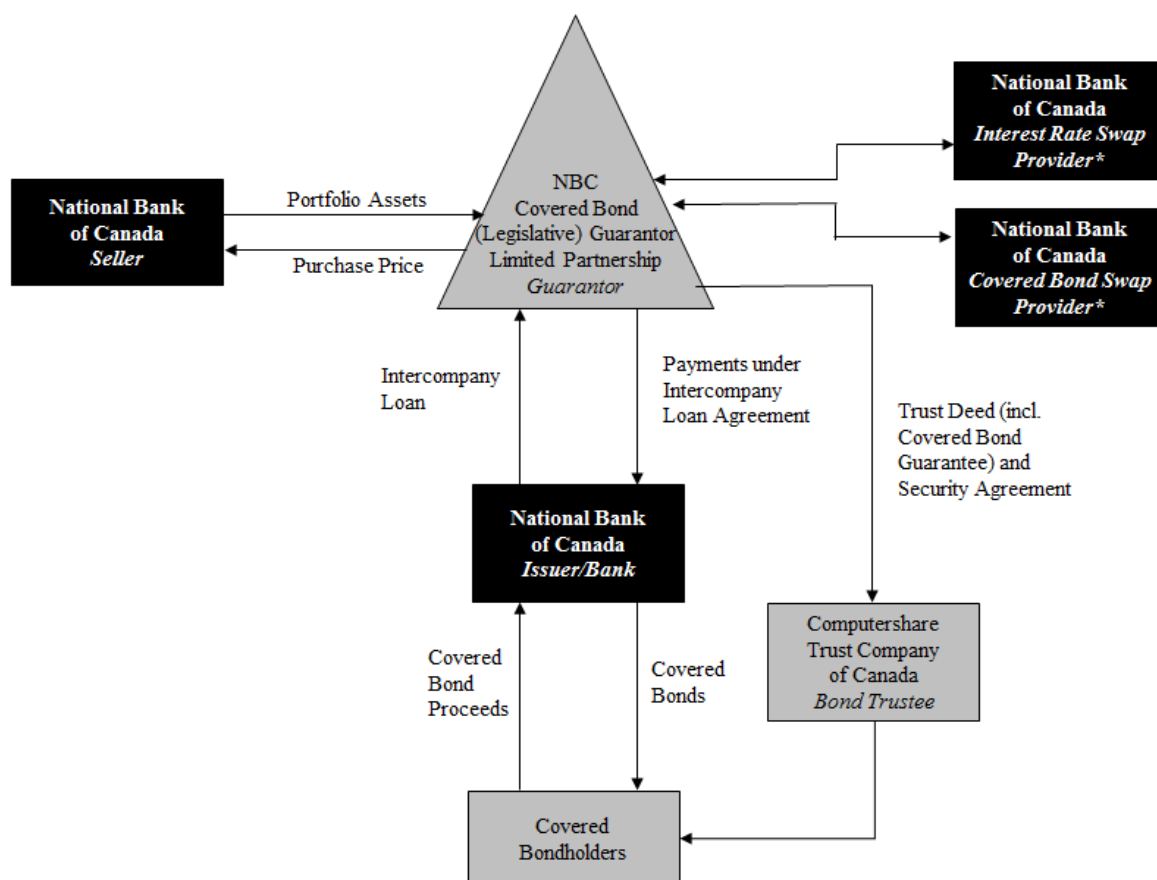 National Bank
of Canada
Interest Rate Swap
Provider*
National Bank
of Canada
Seller
Portfolio Assets
Purchase Price
NBC
Covered Bond
(Legislative) Guarantor
Limited Partnership
Guarantor
National Bank
of Canada
Covered Bond Swap
Provider*
Intercompany
Loan
Payments under
Intercompany
Loan Agreement
Trust Deed (incl.
Covered Bond
Guarantee) and
Security Agreement
National Bank
of Canada
Issuer/Bank
Computershare
Trust Company
of Canada
Bond Trustee
Covered
Bond
Proceeds
Covered
Bonds
Covered
Bondholders